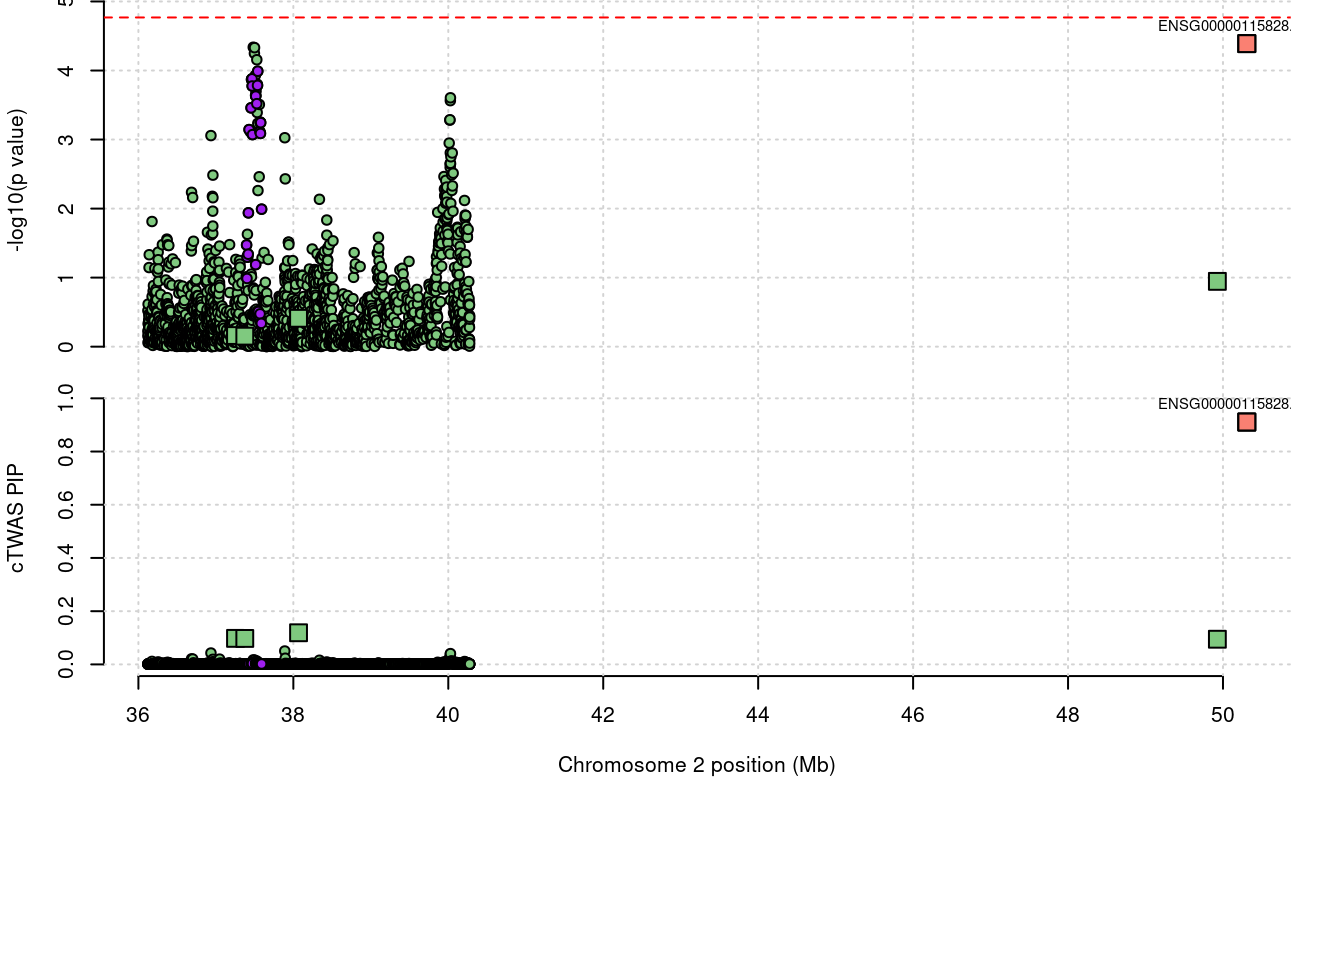 5
ENSG00000115828.
4
3
2
1
0
-log10(p value)
1.0
ENSG00000115828.
0.8
0.6
0.4
0.2
0.0
cTWAS PIP
36 38 40 42 44 46 48 50
Chromosome 2 position (Mb)